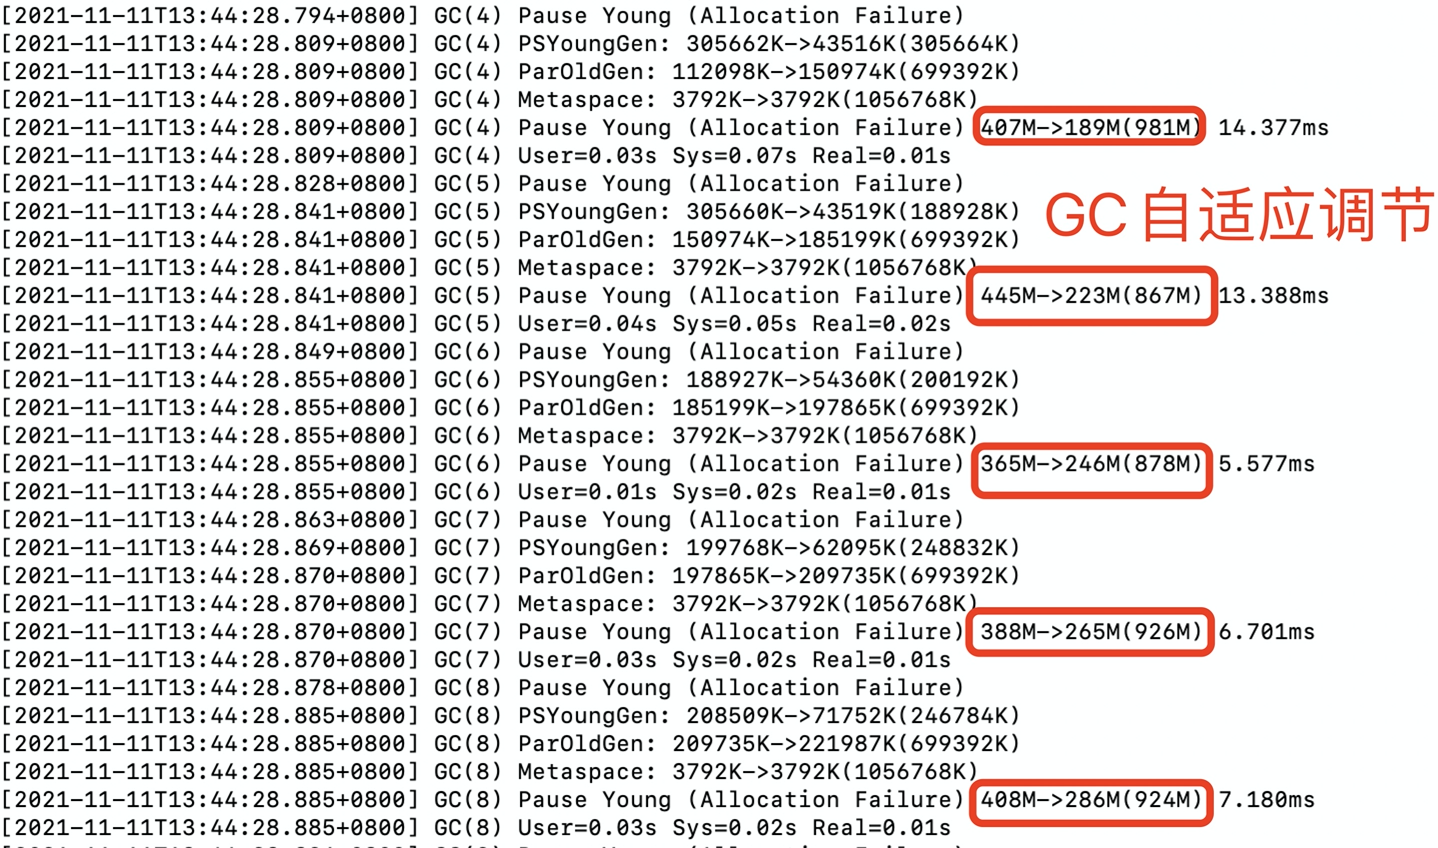 [2021-11-11T13:44:28.794+0800] GC(4) Pause Young (Allocation Failure)
[2021-11-11T13:44:28.809+0800] GC(4) PSYoungGen: 305662K->43516K(305664K)
[2021-11-11T13:44:28.809+0800] GC(4) ParOldGen: 112098K->150974K(699392K)
[2021-11-11T13:44:28.809+0800] GC(4) Metaspace: 3792K->3792K(1056768K)
[2021-11-11T13:44:28.809+0800] GC(4) Pause Young (Allocation Failure) 407M->189M(981M) 14.377ms
[2021-11-11T13:44:28.809+0800] GC(4) User=0.03s Sys=0.07s Real=0.01s
[2021-11-11T13:44:28.828+0800] GC(5) Pause Young (Allocation Failure)
[2021-11-11T13:44:28.841+0800] GC(5) PSYoungGen: 305660K->43519K(188928K)
GC自适应调节
[2021-11-11T13:44:28.841+0800] GC(5) ParOldGen: 150974K->185199K(699392K)
[2021-11-11T13:44:28.841+0800] GC(5) Metaspace: 3792K->3792K(1056768K)
[2021-11-11T13:44:28.841+0800] GC(5) Pause Young (Allocation Failure) 445M->223M(867M) 13.388ms
[2021-11-11T13:44:28.841+0800] GC(5) User=0.04s Sys=0.05s Real=0.02s
[2021-11-11T13:44:28.849+0800] GC(6) Pause Young (Allocation Failure)
[2021-11-11T13:44:28.855+0800] GC(6) PSYoungGen: 188927K->54360K(200192K)
[2021-11-11T13:44:28.855+0800] GC(6) ParOldGen: 185199K->197865K(699392K)
[2021-11-11T13:44:28.855+0800] GC(6) Metaspace: 3792K->3792K(1056768K)
[2021-11-11T13:44:28.855+0800] GC(6) Pause Young (Allocation Failure) 365M->246M(878M) 5.577ms
[2021-11-11T13:44:28.855+0800] GC(6) User=0.01s Sys=0.02s Real=0.01s
[2021-11-11T13:44:28.863+0800] GC(7) Pause Young (Allocation Failure)
[2021-11-11T13:44:28.869+0800] GC(7) PSYoungGen: 199768K->62095K(248832K)
[2021-11-11T13:44:28.870+0800] GC(7) ParOldGen: 197865K->209735K(699392K)
[2021-11-11T13:44:28.870+0800] GC(7) Metaspace: 3792K->3792K(1056768K)
[2021-11-11T13:44:28.870+0800] GC(7) Pause Young (Allocation Failure) 388M->265M(926M) 6.701ms
[2021-11-11T13:44:28.870+0800] GC(7) User=0.03s Sys=0.02s Real=0.01s
[2021-11-11T13:44:28.878+0800] GC(8) Pause Young (Allocation Failure)
[2021-11-11T13:44:28.885+0800] GC(8) PSYoungGen: 208509K->71752K(246784K)
[2021-11-11T13:44:28.885+0800] GC(8) ParOldGen: 209735K->221987K(699392K)
[2021-11-11T13:44:28.885+0800] GC(8) Metaspace: 3792K->3792K(1056768K)
[2021-11-11T13:44:28.885+0800] GC(8) Pause Young (Allocation Failure) 408M->286M(924M) 7.180ms
[2021-11-11T13:44:28.885+0800] GC(8) User=0.03s Sys=0.02s Real=0.01s